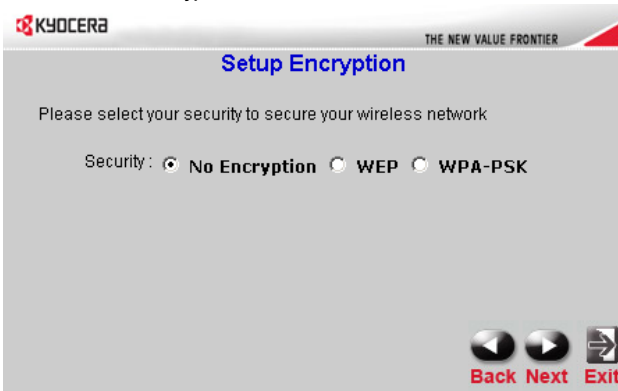 KYOCERA
THE NEW VALUE FRONTIER
Setup Encryption
Please select your security to secure your wireless network
Security : No Encryption WEP WPA-PSK
Back Next Exit